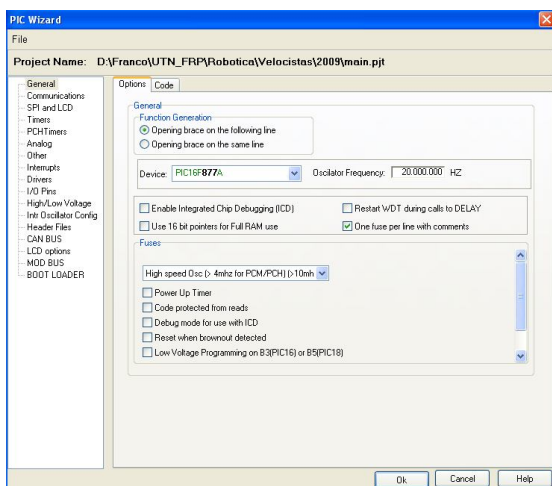 PIC Wizard
File
Project Name: D:\Franco\UTN_FRP\Robotica\Velocistas\2009\main.pjt
General
Communications
SPI and LCD
Timers
PCHTimers
Analog
Other
Interrupts
Drivers
I/O Pins
High/Low Voltage
Intr Oscillator Config
Header Files
CAN BUS
LCD options
MOD BUS
BOOT LOADER
Options Code
General
Function Generation
Opening brace on the following line
Opening brace on the same line
Device: PIC16F877A Oscilator Frequency: 20.000.000 HZ
Enable Integrated Chip Debugging (ICD) Restart WDT during calls to DELAY
Use 16 bit pointers for Full RAM use One fuse per line with comments
Fuses
High speed Osc (> 4mhz for PCM/PCH) (>10mh
Power Up Timer
Code protected from reads
Debug mode for use with ICD
Reset when brownout detected
Low Voltage Programming on B3(PIC16) or B5(PIC18)
Ok Cancel Help